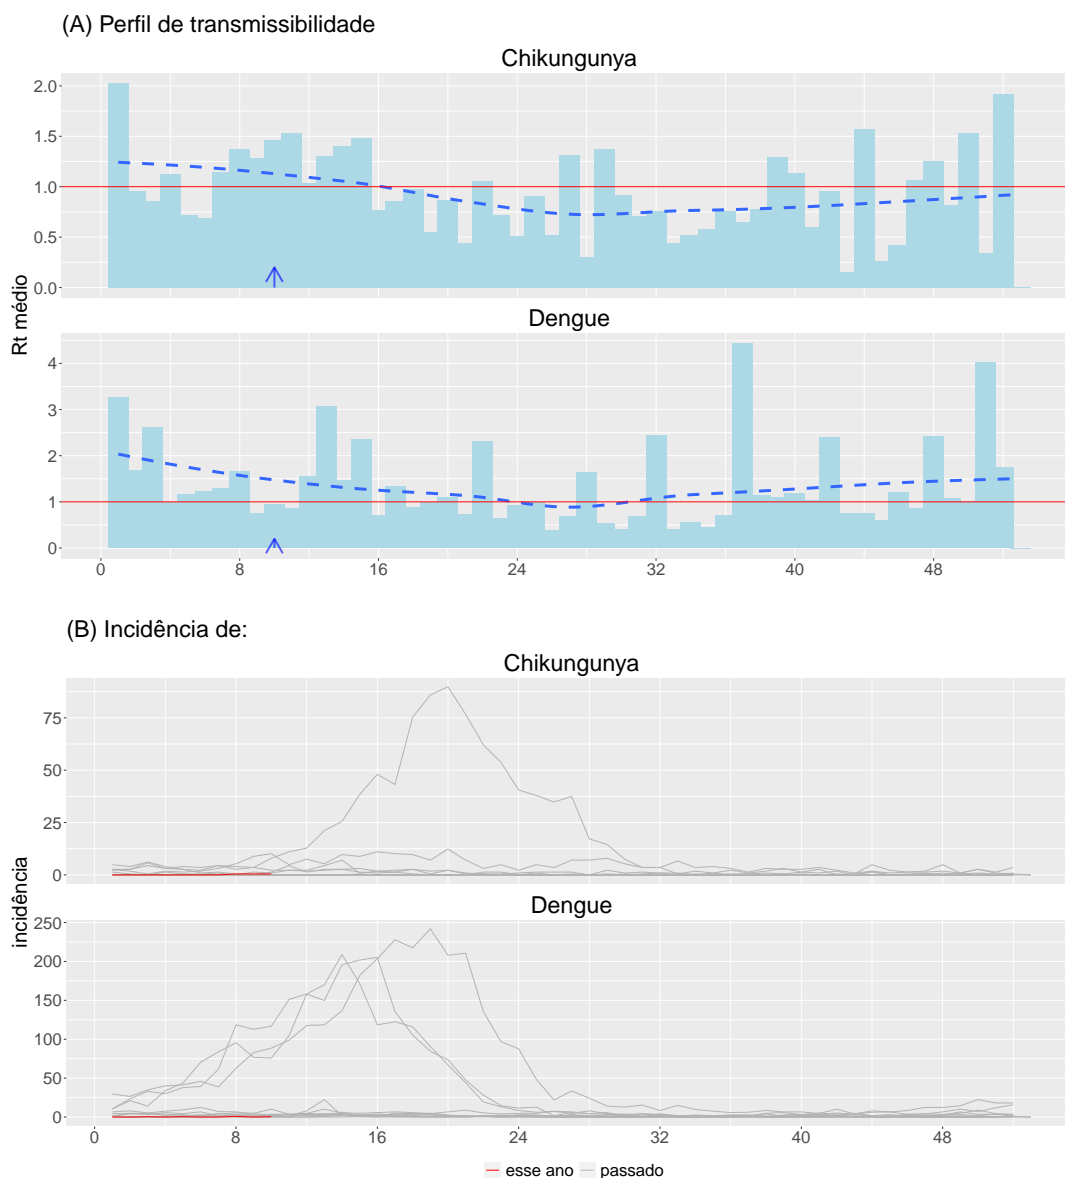 (A) Perfil de transmissibilidade
Chikungunya
2.0
1.5
1.0
0.5
0.0
Rt médio
Dengue
4
3
2
1
0
0 8 16 24 32 40 48
(B) Incidência de:
Chikungunya
75
50
25
0
incidência
Dengue
250
200
150
100
50
0
0 8 16 24 32 40 48
esse ano passado